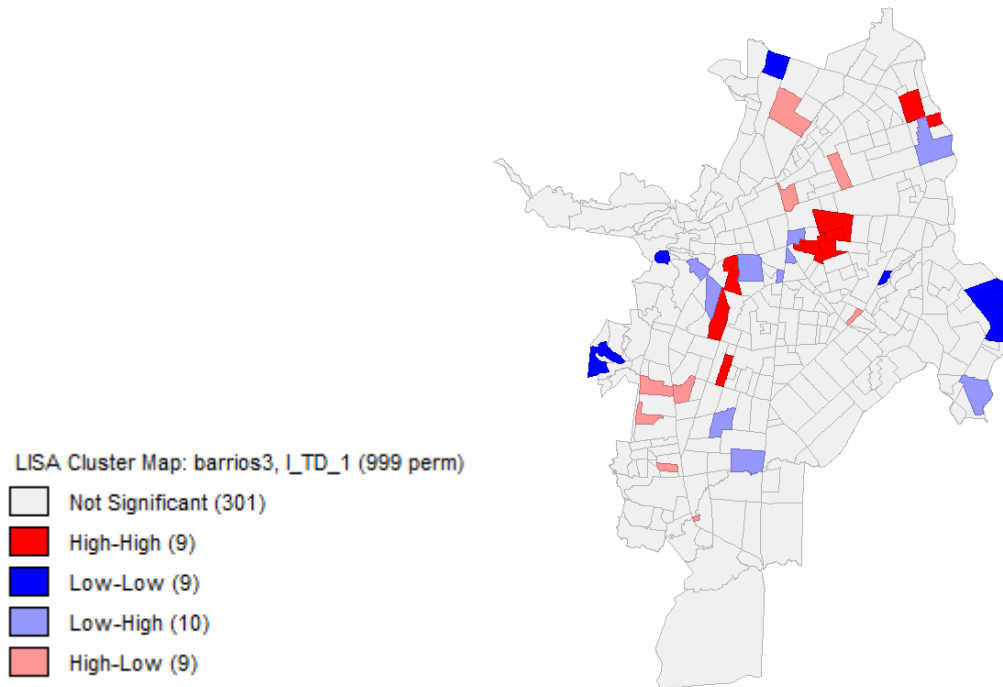 LISA Cluster Map: barrios3, I_TD_1 (999 perm)
Not Significant (301)
High-High (9)
Low-Low (9)
Low-High (10)
High-Low (9)